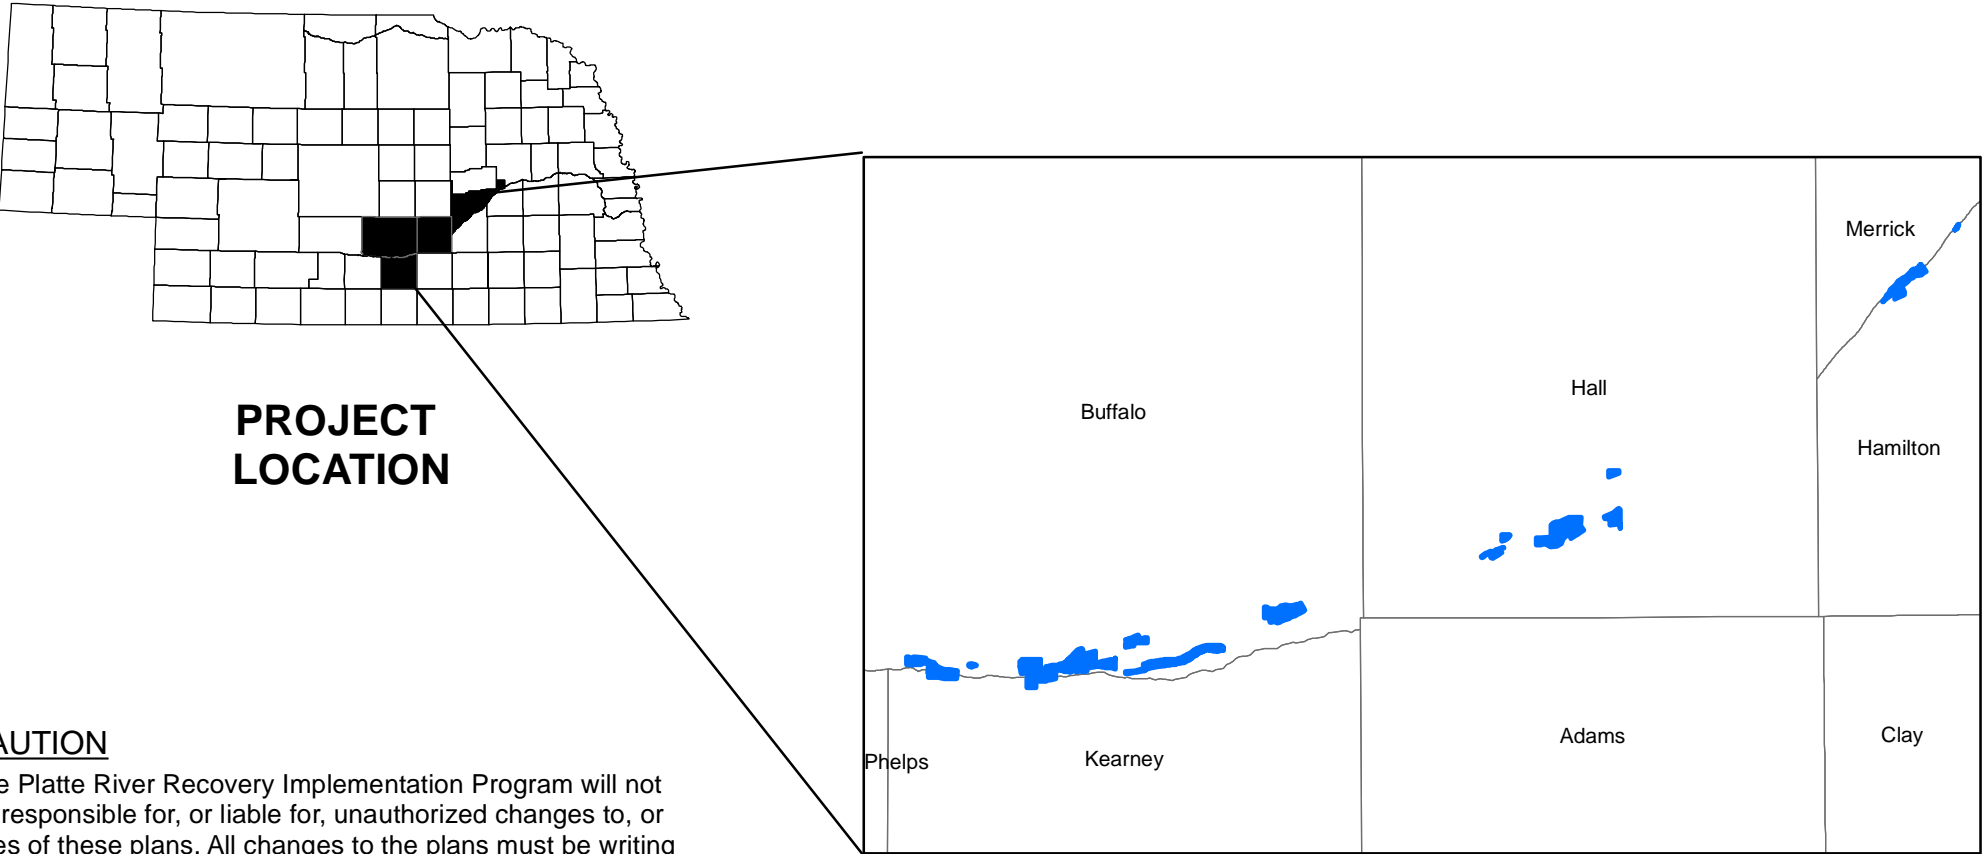 PROJECT
LOCATION
Merrick
Hall
Buffalo
Hamilton
Phelps
Kearney
Adams
Clay
AUTION
e Platte River Recovery Implementation Program will not
responsible for, or liable for, unauthorized changes to, or
es of these plans. All changes to the plans must be writing